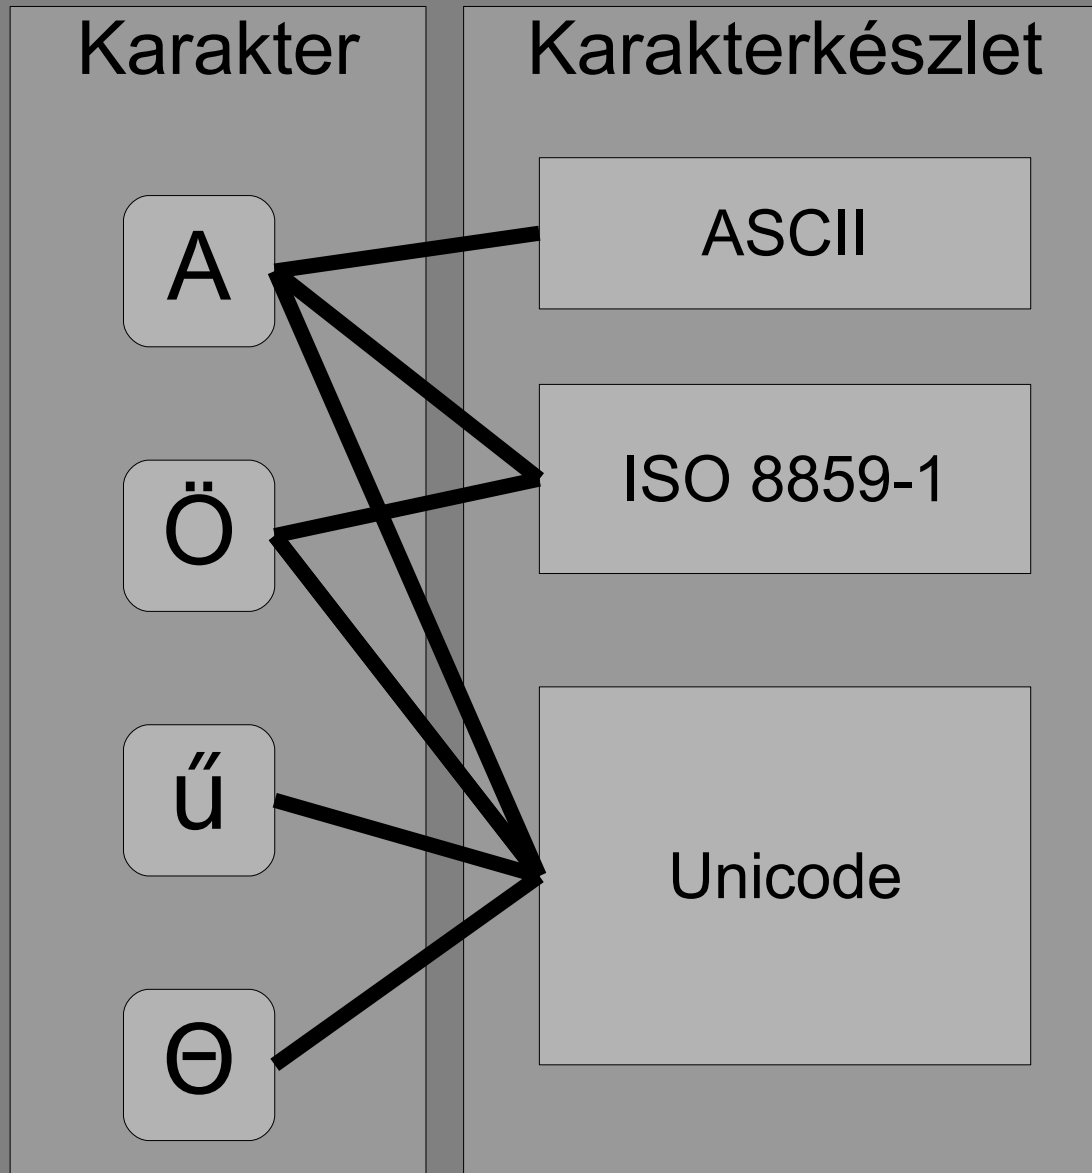 Karakter
Karakterkészlet
A
ASCII
Ö
ISO 8859-1
ű
Unicode
Θ